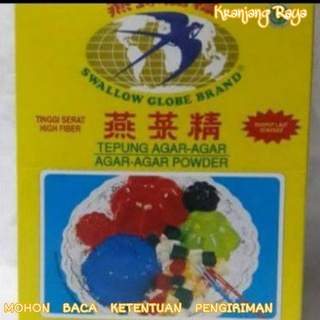 Kranjang Raya
SWALLOW GLOBE BRAND
TINGGI SERAT
HIGH FIBER
燕菜精
TEPUNG AGAR-AGAR
AGAR-AGAR POWDER
MOHON BACA KETENTUAN PENGIRIMAN